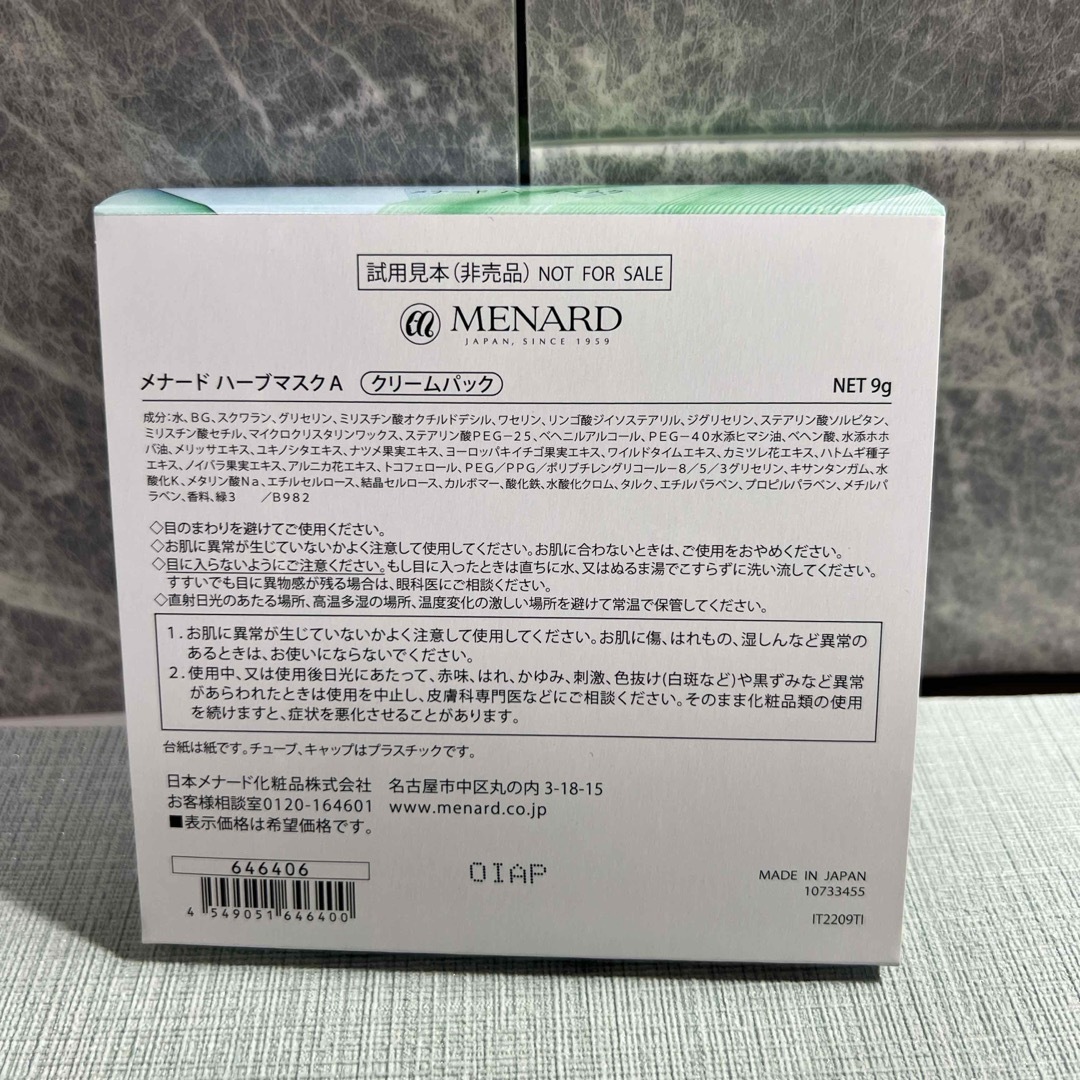 試用見本(非売品) NOT FOR SALE
MENARD
JAPAN, SINCE 1959
メナード ハーブマスクA クリームパック NET 9g
成分:水、BG、スクワラン、グリセリン、ミリスチン酸オクチルドデシル、ワセリン、リンゴ酸ジイソステアリル、ジグリセリン、ステアリン酸ソルビタン、
ミリスチン酸セチル、マイクロクリスタリンワックス、ステアリン酸PEG-25、ベヘニルアルコール、PEG-40水添ヒマシ油、ベヘン酸、水添ホホ
バ油、メリッサエキス、ユキノシタエキス、ナツメ果実エキス、ヨーロッパキイチゴ果実エキス、ワイルドタイムエキス、カミツレ花エキス、ハトムギ種子
エキス、ノイバラ果実エキス、アルニカ花エキス、トコフェロール、PEG/PPG/ポリブチレングリコール-8/5/3グリセリン、キサンタンガム、水
酸化K、メタリン酸Na、エチルセルロース、結晶セルロース、カルボマー、酸化鉄、水酸化クロム、タルク、エチルパラベン、プロピルパラベン、メチルパ
ラベン、香料、緑3 /B982
◇目のまわりを避けてご使用ください。
◇お肌に異常が生じていないかよく注意して使用してください。お肌に合わないときは、ご使用をおやめください。
◇目に入らないようにご注意ください。もし目に入ったときは直ちに水、又はぬるま湯でこすらずに洗い流してください。
すすいでも目に異物感が残る場合は、眼科医にご相談ください。
◇直射日光のあたる場所、高温多湿の場所、温度変化の激しい場所を避けて常温で保管してください。
1.お肌に異常が生じていないかよく注意して使用してください。お肌に傷、はれもの、湿しんなど異常の
あるときは、お使いにならないでください。
2.使用中、又は使用後日光にあたって、赤味、はれ、かゆみ、刺激、色抜け(白斑など)や黒ずみなど異常
があらわれたときは使用を中止し、皮膚科専門医などにご相談ください。そのまま化粧品類の使用
を続けますと、症状を悪化させることがあります。
台紙は紙です。チューブ、キャップはプラスチックです。
日本メナード化粧品株式会社 名古屋市中区丸の内 3-18-15
お客様相談室0120-164601 www.menard.co.jp
■表示価格は希望価格です。
646406
4 549051 646400
OIAP
MADE IN JAPAN
10733455
IT2209TI